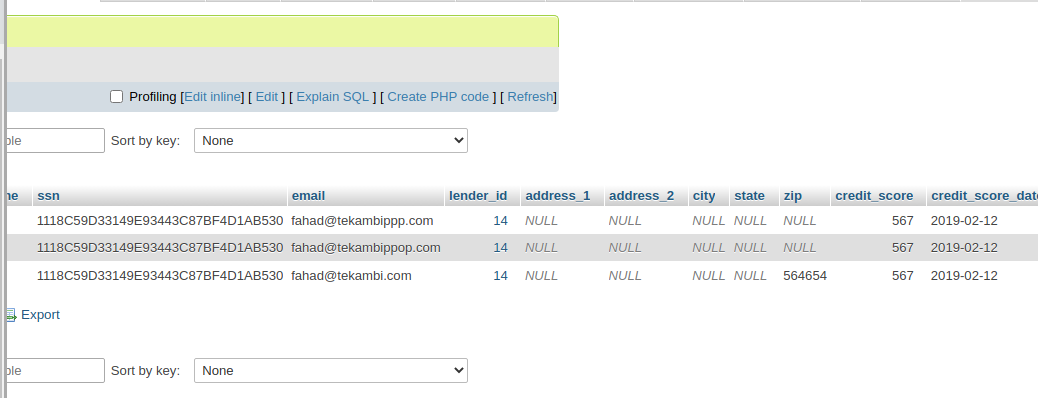 Profiling [Edit inline] [ Edit ] [ Explain SQL ] [ Create PHP code ] [ Refresh]
Sort by key: None
ssn email lender_id address_1 address_2 city state zip credit_score credit_score_date
1118C59D33149E93443C87BF4D1AB530 fahad@tekambippp.com 14 NULL NULL NULL NULL NULL 567 2019-02-12
1118C59D33149E93443C87BF4D1AB530 fahad@tekambippop.com 14 NULL NULL NULL NULL NULL 567 2019-02-12
1118C59D33149E93443C87BF4D1AB530 fahad@tekambi.com 14 NULL NULL NULL NULL 564654 567 2019-02-12
Export
Sort by key: None